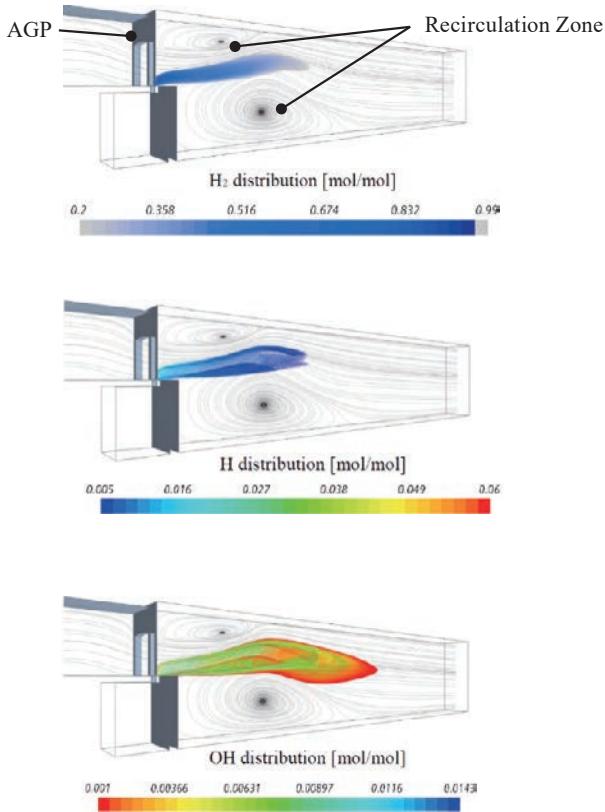 AGP
Recirculation Zone
H₂ distribution [mol/mol]
0.2 0.358 0.516 0.674 0.832 0.99
H distribution [mol/mol]
0.005 0.016 0.027 0.038 0.049 0.06
OH distribution [mol/mol]
0.001 0.00366 0.00631 0.00897 0.0116 0.0143